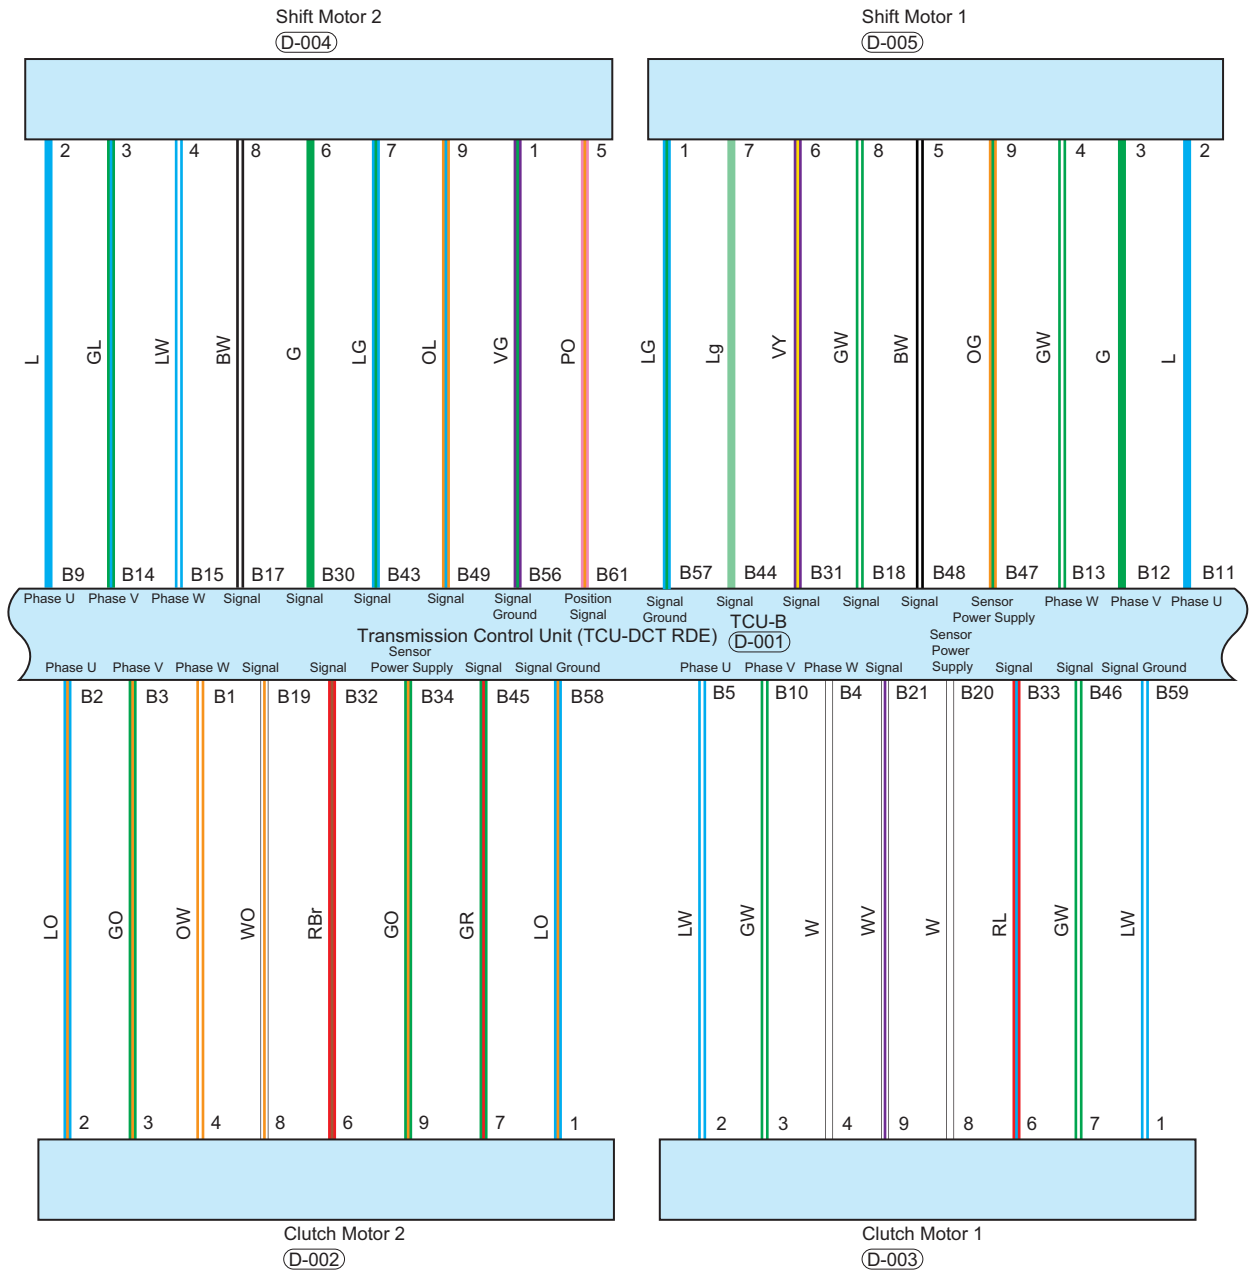 Shift Motor 2
D-004
Shift Motor 1
D-005
2 3 4 8 6 7 9 1 5
1 7 6 8 5 9 4 3 2
L GL LW BW G LG OL VG PO
LG Lg VY GW BW OG GW G L
B9 B14 B15 B17 B30 B43 B49 B56 B61
B57 B44 B31 B18 B48 B47 B13 B12 B11
Phase U Phase V Phase W Signal Signal Signal Signal Signal Ground Position Signal
Signal Ground Signal Signal Signal Signal Sensor Power Supply Phase W Phase V Phase U
Transmission Control Unit (TCU-DCT RDE)
TCU-B
D-001
Phase U Phase V Phase W Signal Signal Sensor Power Supply Signal Signal Ground
Phase U Phase V Phase W Signal Sensor Power Supply Signal Signal Signal Ground
B2 B3 B1 B19 B32 B34 B45 B58
B5 B10 B4 B21 B20 B33 B46 B59
LO GO OW WO RBr GO GR LO
LW GW W WV W RL GW LW
2 3 4 8 6 9 7 1
2 3 4 9 8 6 7 1
Clutch Motor 2
D-002
Clutch Motor 1
D-003